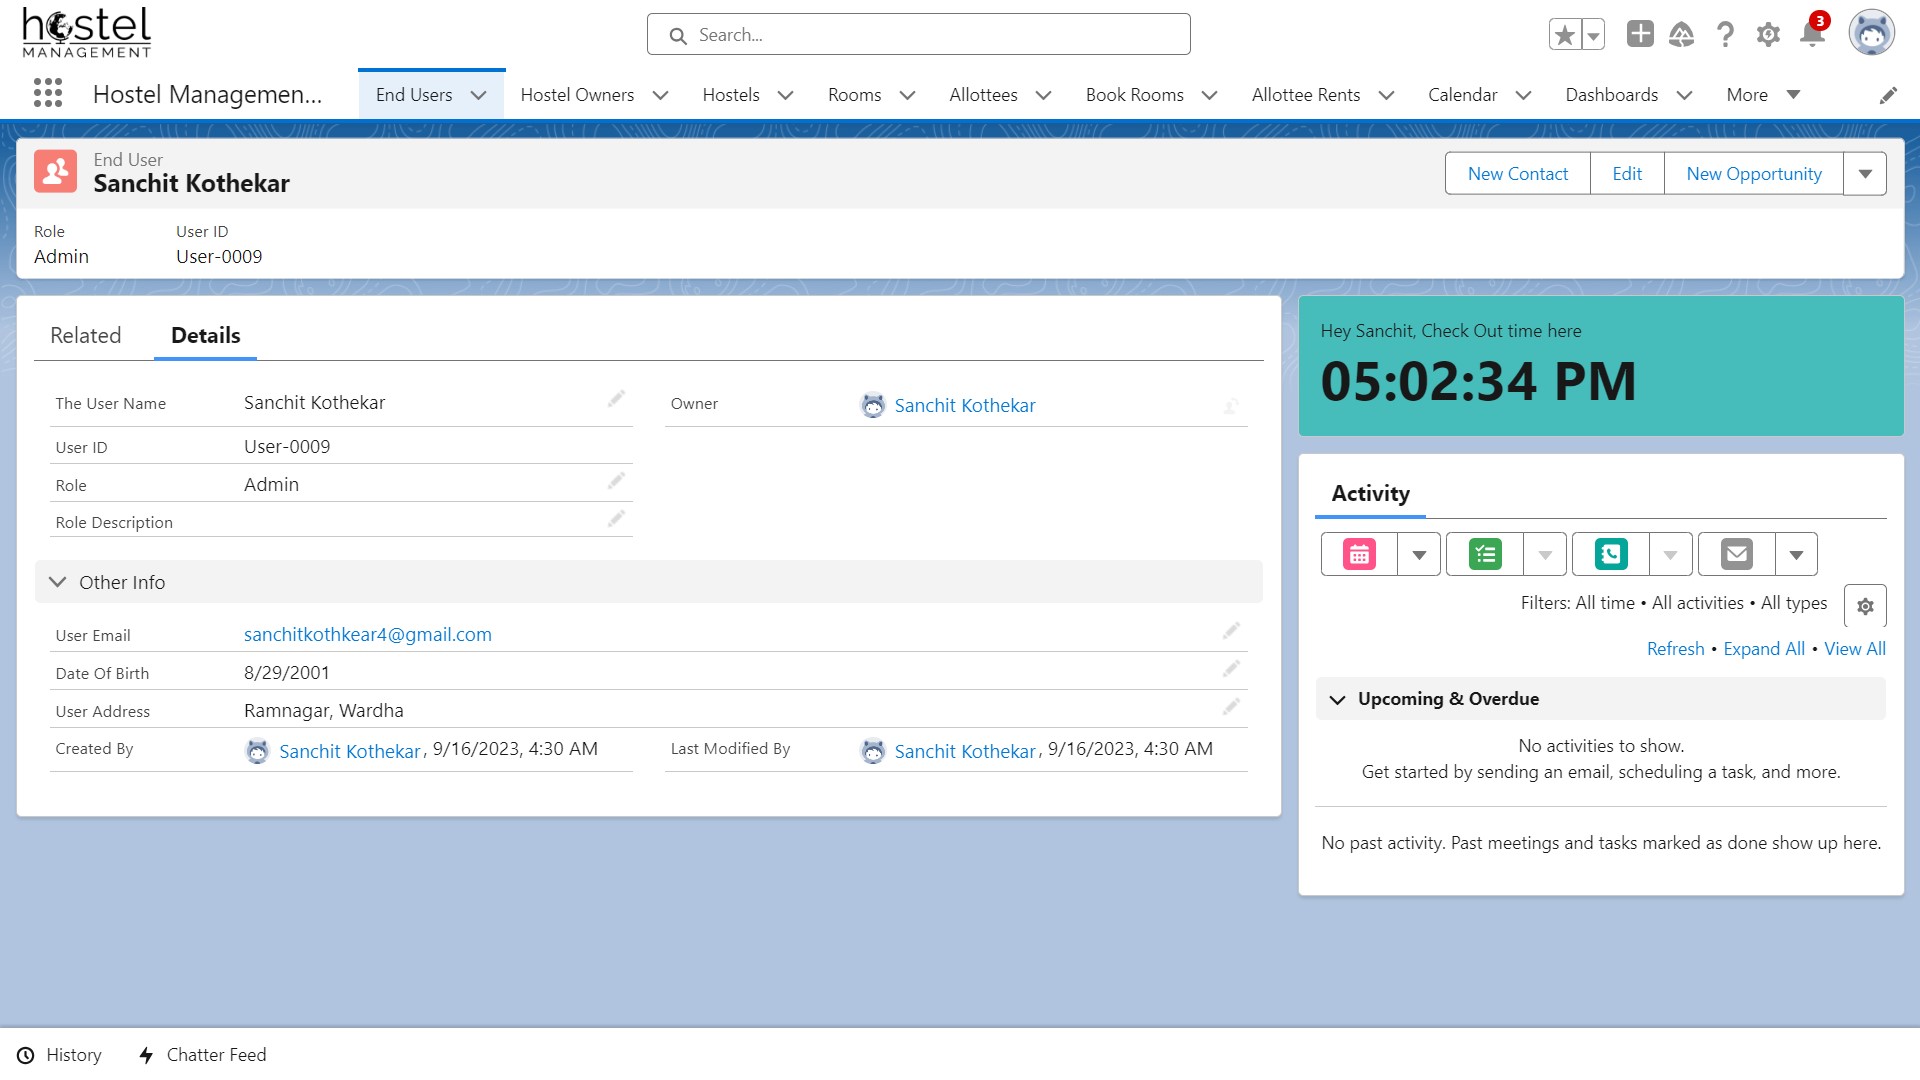 hostel
MANAGEMENT
Search...
3
Hostel Managemen...
End Users
Hostel Owners
Hostels
Rooms
Allottees
Book Rooms
Allottee Rents
Calendar
Dashboards
More
End User
Sanchit Kothekar
New Contact
Edit
New Opportunity
Role
User ID
Admin
User-0009
Related
Details
The User Name
Sanchit Kothekar
Owner
Sanchit Kothekar
User ID
User-0009
Role
Admin
Role Description
Other Info
User Email
sanchitkothkear4@gmail.com
Date Of Birth
8/29/2001
User Address
Ramnagar, Wardha
Created By
Sanchit Kothekar, 9/16/2023, 4:30 AM
Last Modified By
Sanchit Kothekar, 9/16/2023, 4:30 AM
Hey Sanchit, Check Out time here
05:02:34 PM
Activity
Filters: All time • All activities • All types
Refresh • Expand All • View All
Upcoming & Overdue
No activities to show.
Get started by sending an email, scheduling a task, and more.
No past activity. Past meetings and tasks marked as done show up here.
History
Chatter Feed